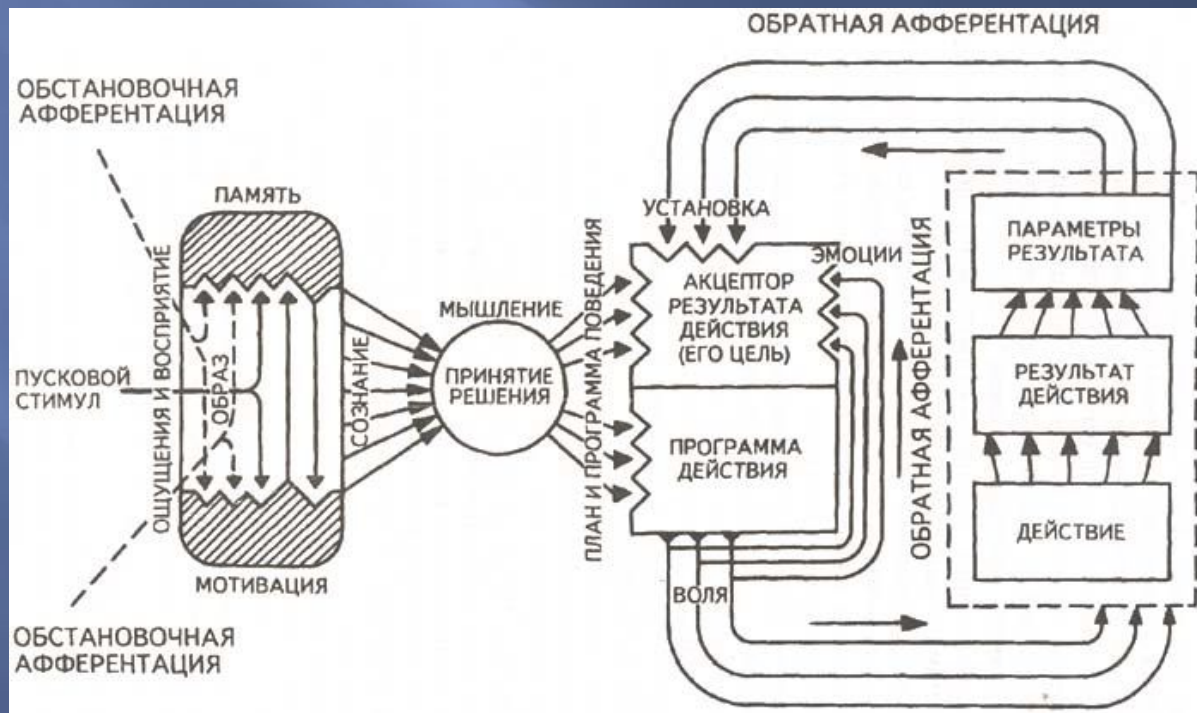 ОБРАТНАЯ АФФЕРЕНТАЦИЯ
ОБСТАНОВОЧНАЯ
АФФЕРЕНТАЦИЯ
ПАМЯТЬ
ОЩУЩЕНИЯ И ВОСПРИЯТИЕ
ПУСКОВОЙ
СТИМУЛ
ОБРАЗ
СОЗНАНИЕ
МОТИВАЦИЯ
ОБСТАНОВОЧНАЯ
АФФЕРЕНТАЦИЯ
МЫШЛЕНИЕ
ПРИНЯТИЕ
РЕШЕНИЯ
ПЛАН И ПРОГРАММА ПОВЕДЕНИЯ
УСТАНОВКА
ЭМОЦИИ
АКЦЕПТОР
РЕЗУЛЬТАТА
ДЕЙСТВИЯ
(ЕГО ЦЕЛЬ)
ПРОГРАММА
ДЕЙСТВИЯ
ВОЛЯ
ОБРАТНАЯ АФФЕРЕНТАЦИЯ
ПАРАМЕТРЫ
РЕЗУЛЬТАТА
РЕЗУЛЬТАТ
ДЕЙСТВИЯ
ДЕЙСТВИЕ